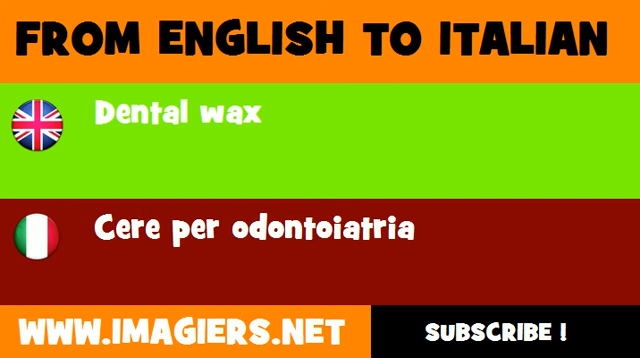 FROM ENGLISH TO ITALIAN
Dental wax
Cere per odontoiatria
WWW.IMAGIERS.NET
SUBSCRIBE !